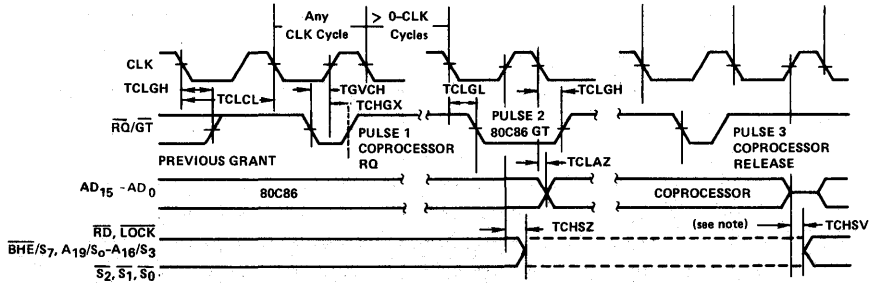 Any
CLK Cycle
> 0-CLK
Cycles
CLK
TCLGH
TCLCL
TGVCH
TCHGX
TCLGL
TCLGH
RQ/GT
PREVIOUS GRANT
PULSE 1
COPROCESSOR
RQ
PULSE 2
80C86 GT
PULSE 3
COPROCESSOR
RELEASE
TCLAZ
AD15 -AD0
80C86
COPROCESSOR
RD, LOCK
BHE/S7, A19/S0-A16/S3
S2, S1, S0
TCHSZ
(see note)
TCHSV